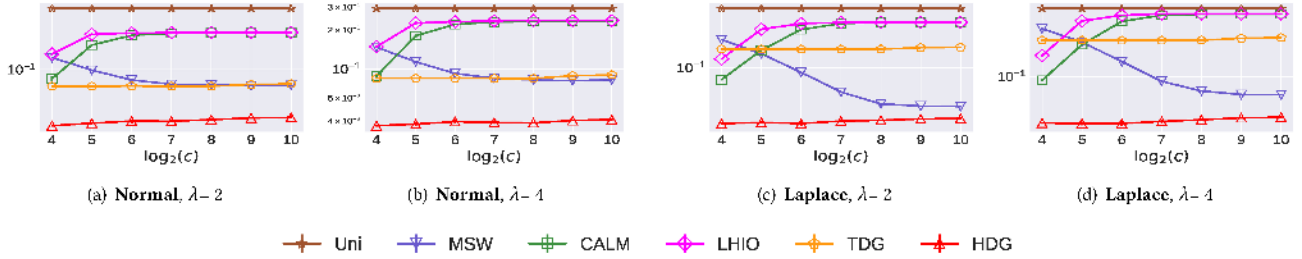 10⁻¹
4 5 6 7 8 9 10
log₂(c)
(a) Normal, λ= 2
3 × 10⁻¹
2 × 10⁻¹
10⁻¹
6 × 10⁻²
4 × 10⁻²
4 5 6 7 8 9 10
log₂(c)
(b) Normal, λ= 4
10⁻¹
4 5 6 7 8 9 10
log₂(c)
(c) Laplace, λ= 2
10⁻¹
4 5 6 7 8 9 10
log₂(c)
(d) Laplace, λ= 4
Uni MSW CALM LHIO TDG HDG